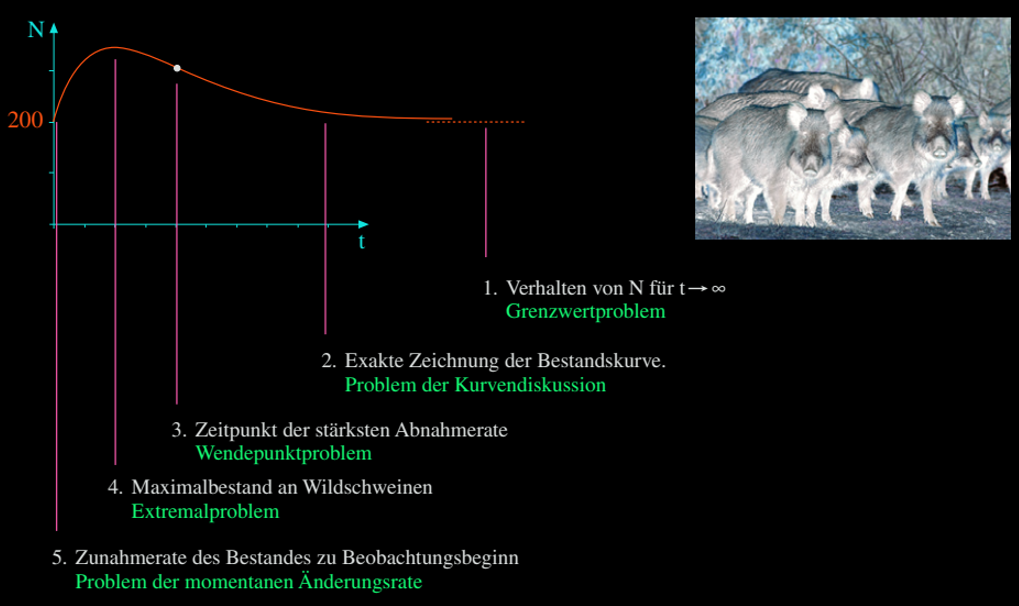 N
200
t
1. Verhalten von N für t→∞
Grenzwertproblem
2. Exakte Zeichnung der Bestandskurve.
Problem der Kurvendiskussion
3. Zeitpunkt der stärksten Abnahmerate
Wendepunktproblem
4. Maximalbestand an Wildschweinen
Extremalproblem
5. Zunahmerate des Bestandes zu Beobachtungsbeginn
Problem der momentanen Änderungsrate